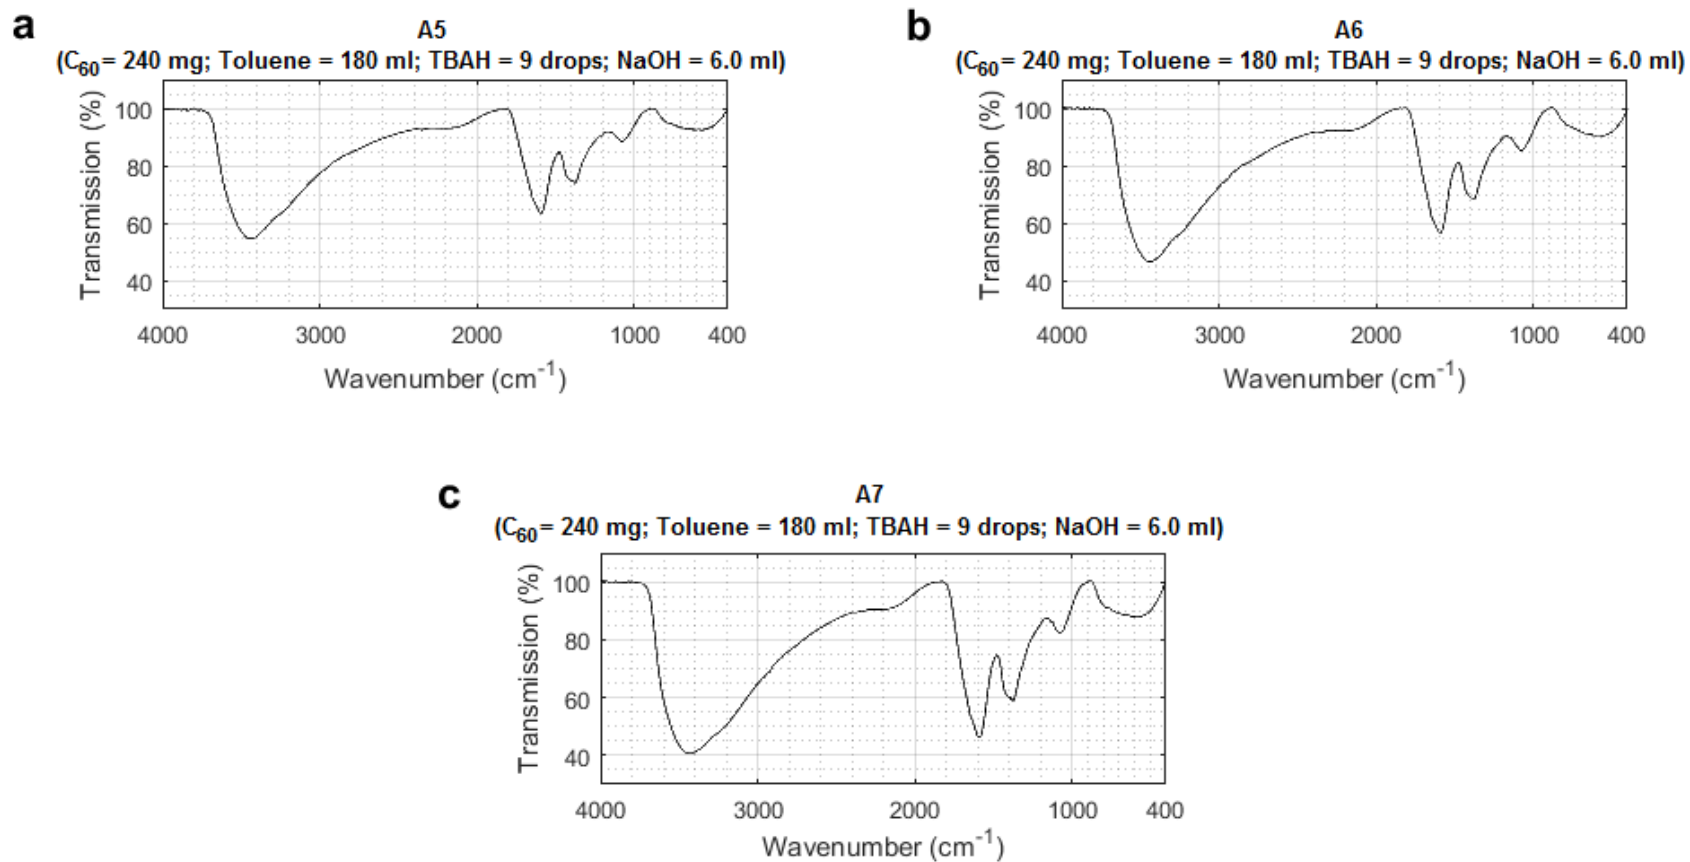 a
A5
(C60= 240 mg; Toluene = 180 ml; TBAH = 9 drops; NaOH = 6.0 ml)
Transmission (%)
100
80
60
40
4000 3000 2000 1000 400
Wavenumber (cm-1)
b
A6
(C60= 240 mg; Toluene = 180 ml; TBAH = 9 drops; NaOH = 6.0 ml)
Transmission (%)
100
80
60
40
4000 3000 2000 1000 400
Wavenumber (cm-1)
c
A7
(C60= 240 mg; Toluene = 180 ml; TBAH = 9 drops; NaOH = 6.0 ml)
Transmission (%)
100
80
60
40
4000 3000 2000 1000 400
Wavenumber (cm-1)